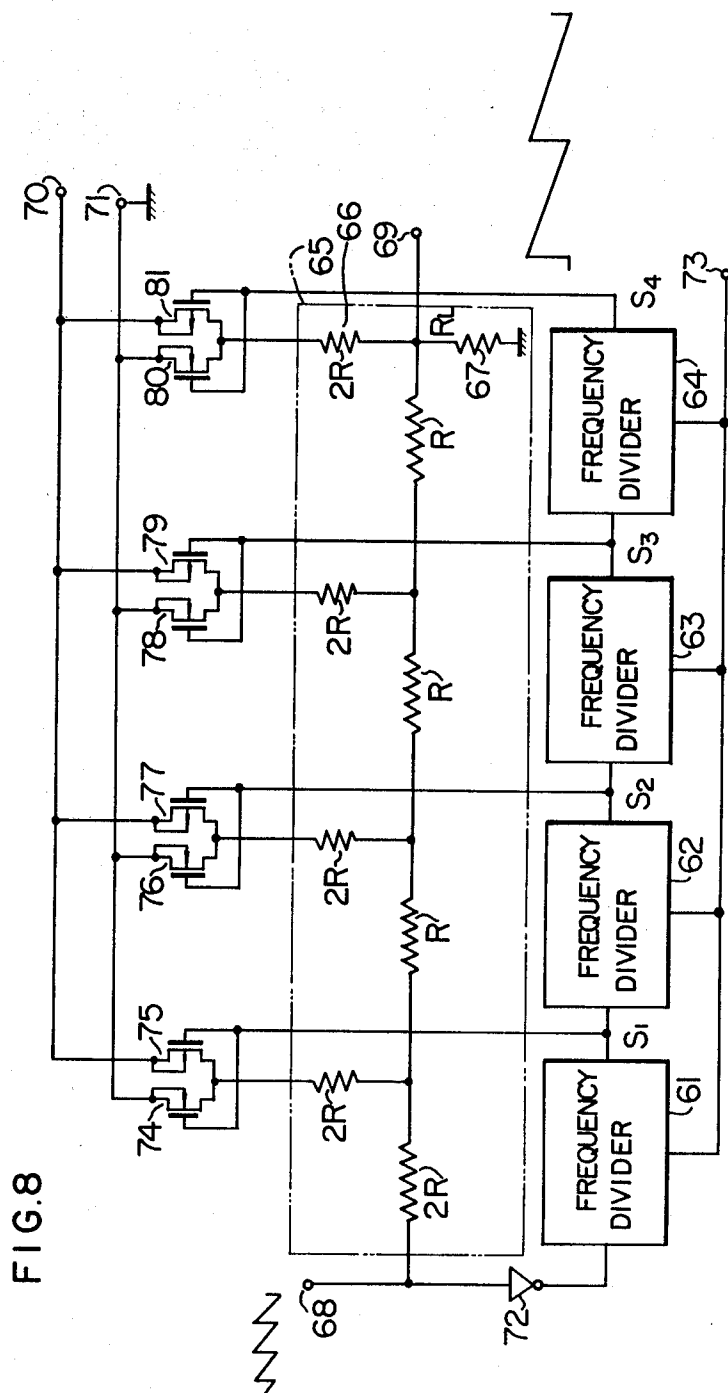 FIG.8
70
71
81
80
79
78
77
76
75
74
65
66
69
2R
2R
2R
2R
RL
67
R
R
R
2R
68
72
S1
S2
S3
S4
FREQUENCY
DIVIDER
61
FREQUENCY
DIVIDER
62
FREQUENCY
DIVIDER
63
FREQUENCY
DIVIDER
64
73